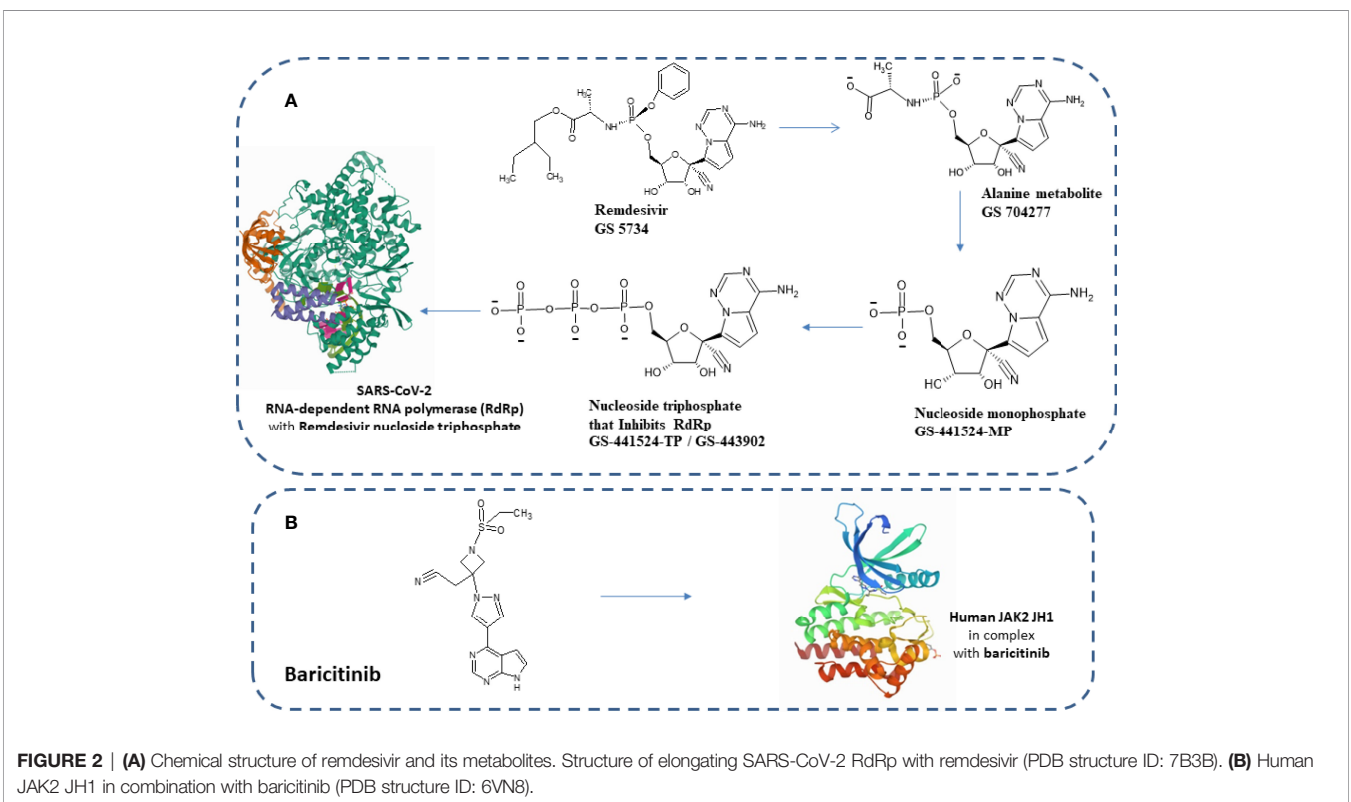 A
Remdesivir
GS 5734
Alanine metabolite
GS 704277
SARS-CoV-2
RNA-dependent RNA polymerase (RdRp)
with Remdesivir nucloside triphosphate
Nucleoside triphosphate
that Inhibits RdRp
GS-441524-TP / GS-443902
Nucleoside monophosphate
GS-441524-MP
B
Baricitinib
Human JAK2 JH1
in complex
with baricitinib
FIGURE 2 | (A) Chemical structure of remdesivir and its metabolites. Structure of elongating SARS-CoV-2 RdRp with remdesivir (PDB structure ID: 7B3B). (B) Human
JAK2 JH1 in combination with baricitinib (PDB structure ID: 6VN8).